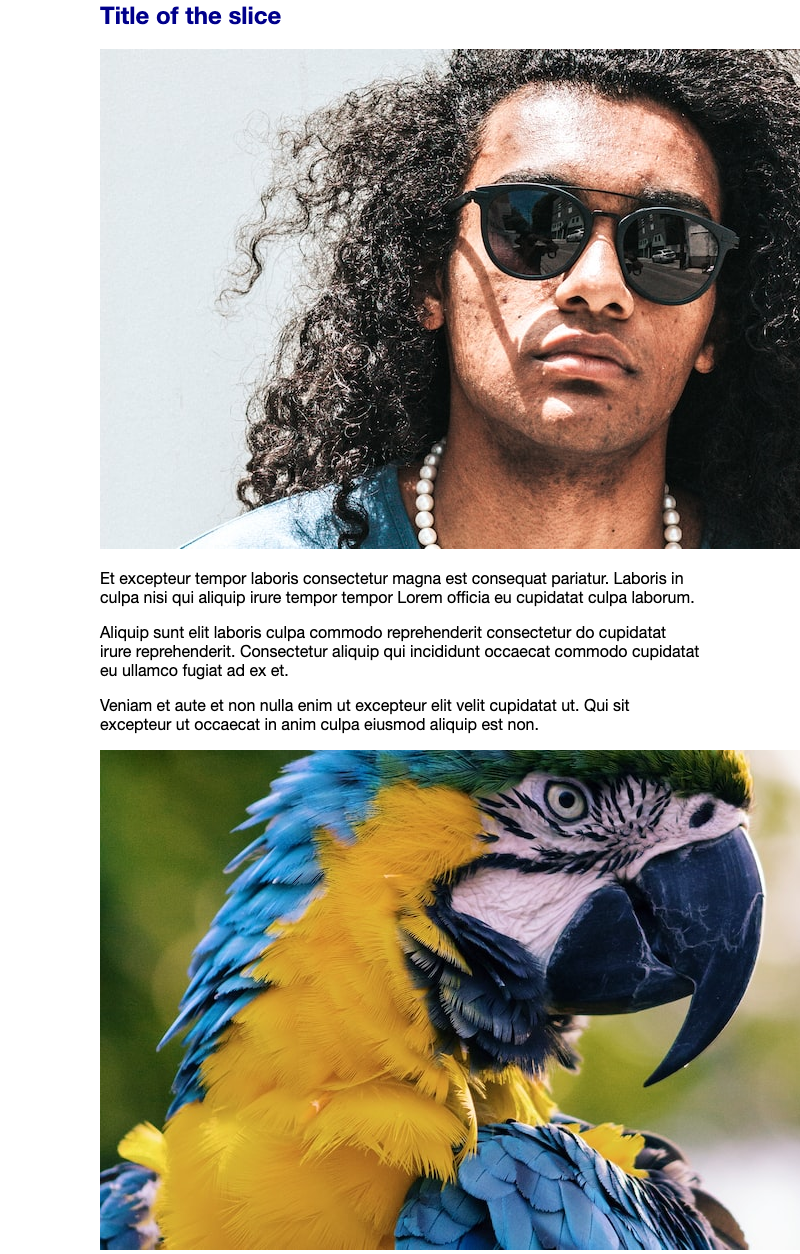 Title of the slice
Et excepteur tempor laboris consectetur magna est consequat pariatur. Laboris in
culpa nisi qui aliquip irure tempor tempor Lorem officia eu cupidatat culpa laborum.
Aliquip sunt elit laboris culpa commodo reprehenderit consectetur do cupidatat
irure reprehenderit. Consectetur aliquip qui incididunt occaecat commodo cupidatat
eu ullamco fugiat ad ex et.
Veniam et aute et non nulla enim ut excepteur elit velit cupidatat ut. Qui sit
excepteur ut occaecat in anim culpa eiusmod aliquip est non.